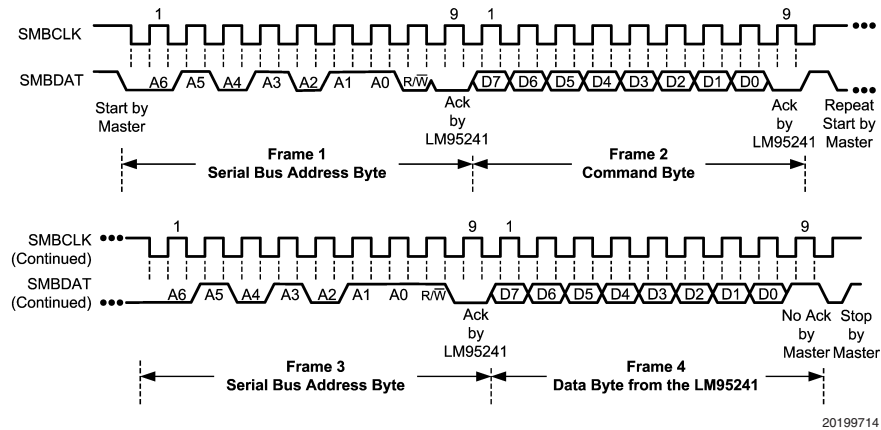 1 9 1 9
SMBCLK •••
SMBDAT A6 A5 A4 A3 A2 A1 A0 R/W̅ D7 D6 D5 D4 D3 D2 D1 D0 •••
Start by Master
Ack by LM95241
Ack by LM95241
Repeat Start by Master
Frame 1
Serial Bus Address Byte
Frame 2
Command Byte
1 9 1 9
SMBCLK •••
(Continued)
SMBDAT
(Continued) ••• A6 A5 A4 A3 A2 A1 A0 R/W̅ D7 D6 D5 D4 D3 D2 D1 D0
Ack by LM95241
No Ack by Master
Stop by Master
Frame 3
Serial Bus Address Byte
Frame 4
Data Byte from the LM95241
20199714